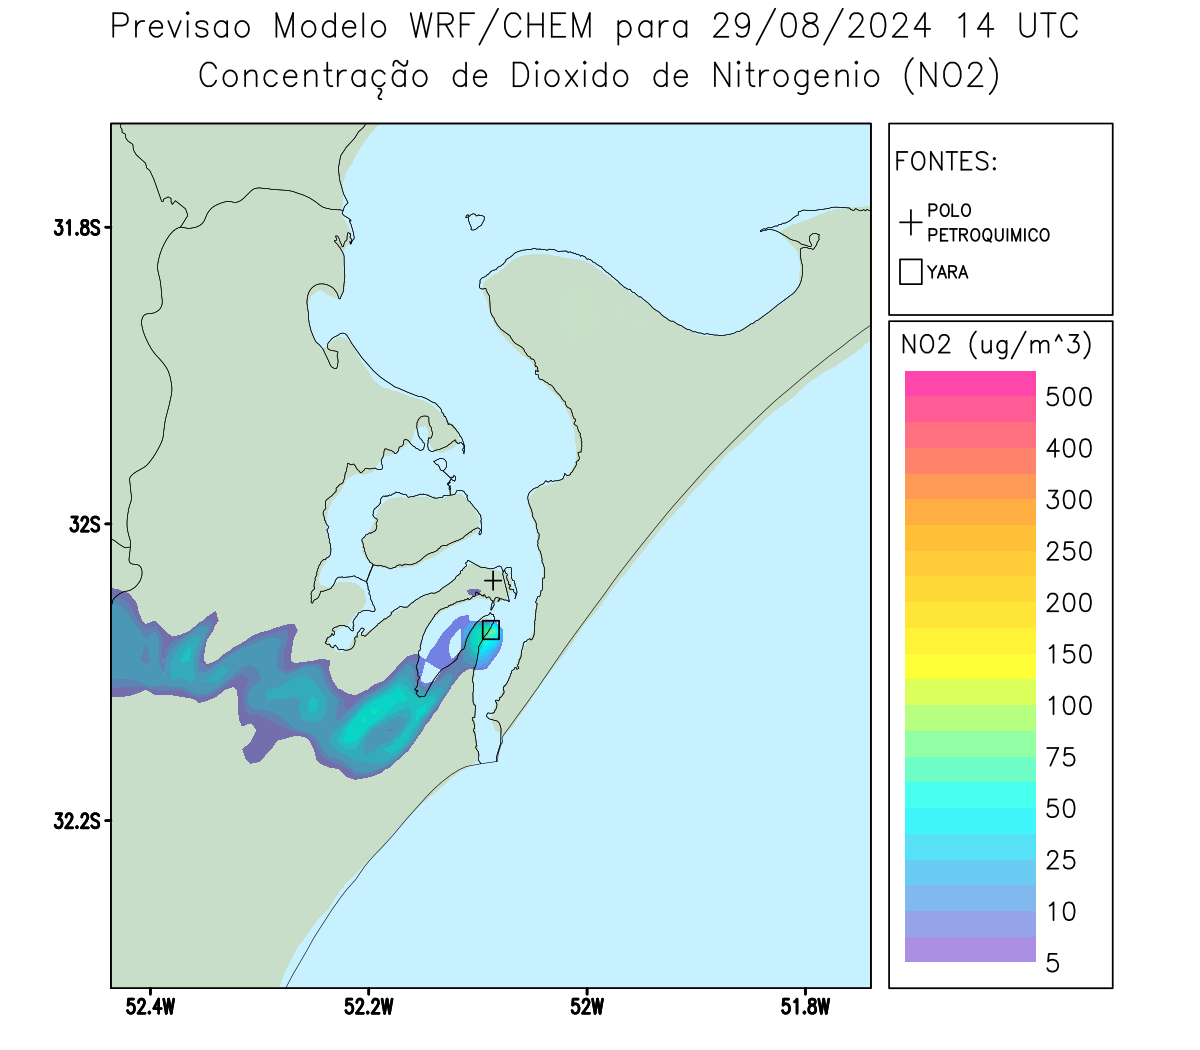 Previsao Modelo WRF/CHEM para 29/08/2024 14 UTC
Concentração de Dioxido de Nitrogenio (NO2)
FONTES:
POLO
PETROQUIMICO
YARA
NO2 (ug/m^3)
500
400
300
250
200
150
100
75
50
25
10
5
31.8S
32S
32.2S
52.4W
52.2W
52W
51.8W